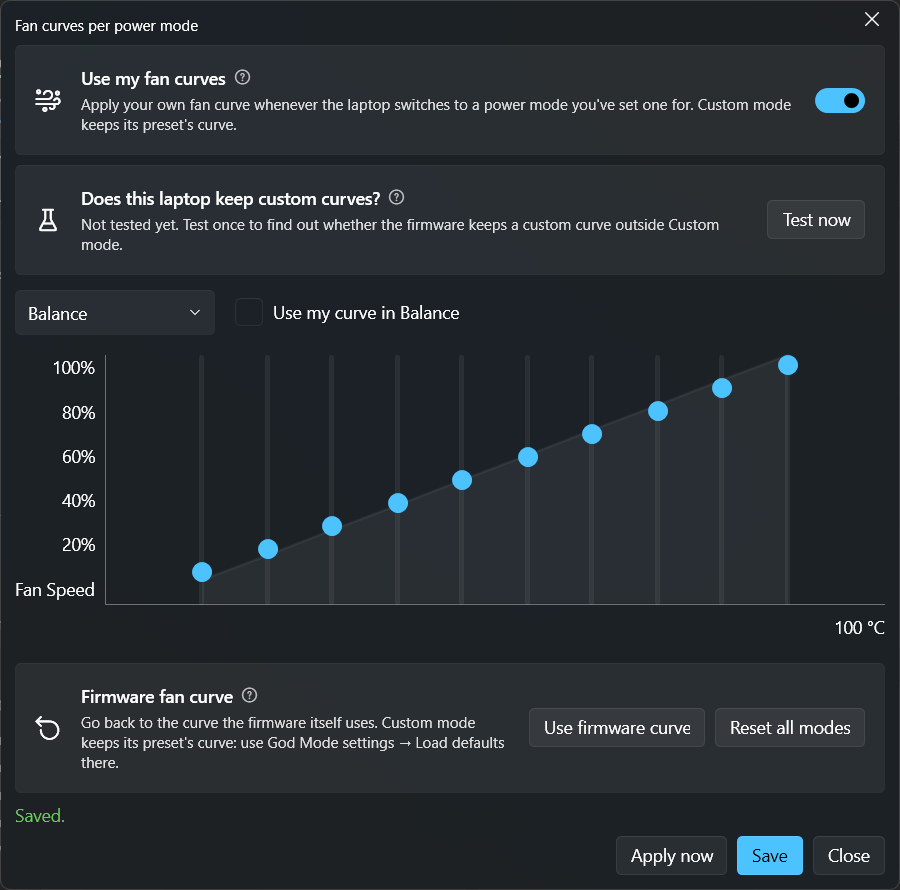 Fan curves per power mode
Use my fan curves
Apply your own fan curve whenever the laptop switches to a power mode you've set one for. Custom mode
keeps its preset's curve.
Does this laptop keep custom curves?
Not tested yet. Test once to find out whether the firmware keeps a custom curve outside Custom
mode.
Test now
Balance
Use my curve in Balance
100%
80%
60%
40%
20%
Fan Speed
100 °C
Firmware fan curve
Go back to the curve the firmware itself uses. Custom mode
keeps its preset's curve: use God Mode settings → Load defaults
there.
Use firmware curve
Reset all modes
Saved.
Apply now
Save
Close